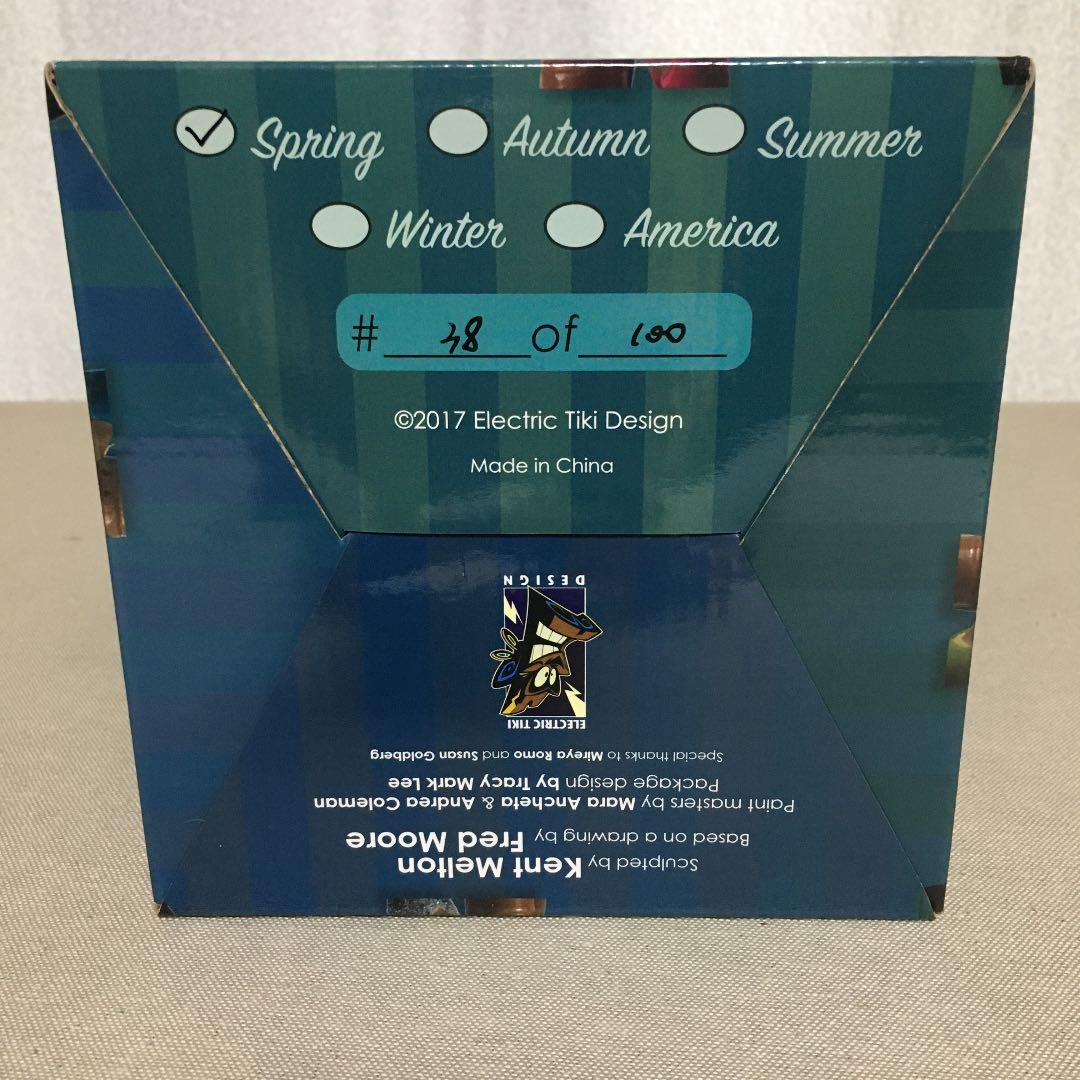 Spring Autumn Summer
Winter America
# 38 of 100
©2017 Electric Tiki Design
Made in China
Sculpted by Kent Melton
Based on a drawing by Fred Moore
Paint masters by Mara Ancheta & Andrea Coleman
Package design by Tracy Mark Lee
Special thanks to Mireya Romo and Susan Goldberg
ELECTRIC TIKI
DESIGN